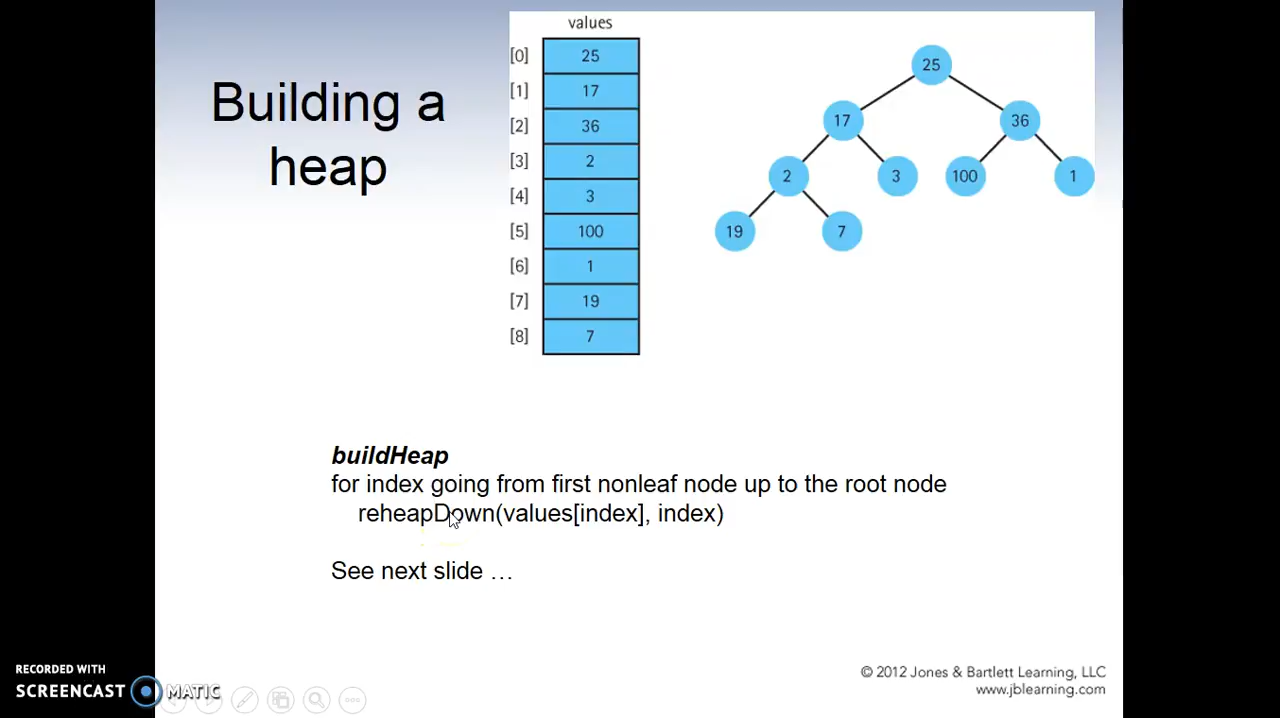 Building a
heap
values
[0] 25
[1] 17
[2] 36
[3] 2
[4] 3
[5] 100
[6] 1
[7] 19
[8] 7
25
17 36
2 3 100 1
19 7
buildHeap
for index going from first nonleaf node up to the root node
reheapDown(values[index], index)
See next slide …
© 2012 Jones & Bartlett Learning, LLC
www.jblearning.com
RECORDED WITH
SCREENCAST MATIC